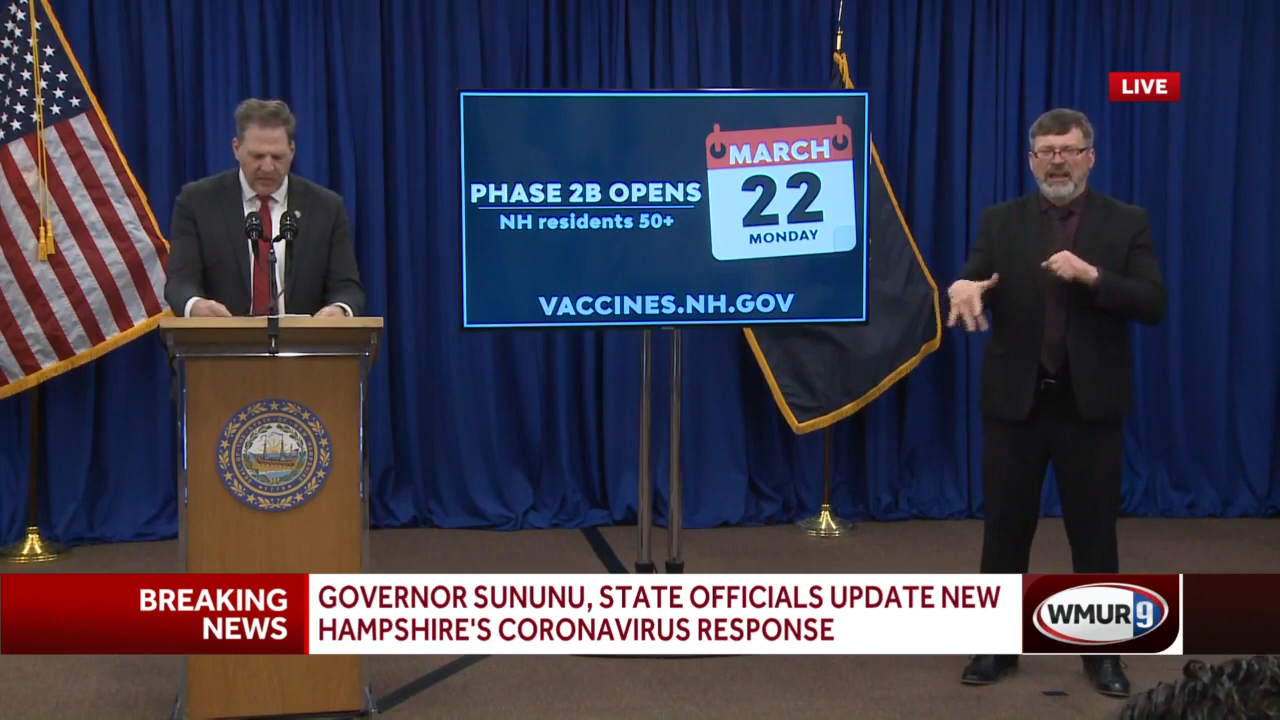 LIVE
MARCH
22
MONDAY
PHASE 2B OPENS
NH residents 50+
VACCINES.NH.GOV
BREAKING
NEWS
GOVERNOR SUNUNU, STATE OFFICIALS UPDATE NEW
HAMPSHIRE'S CORONAVIRUS RESPONSE
WMUR9